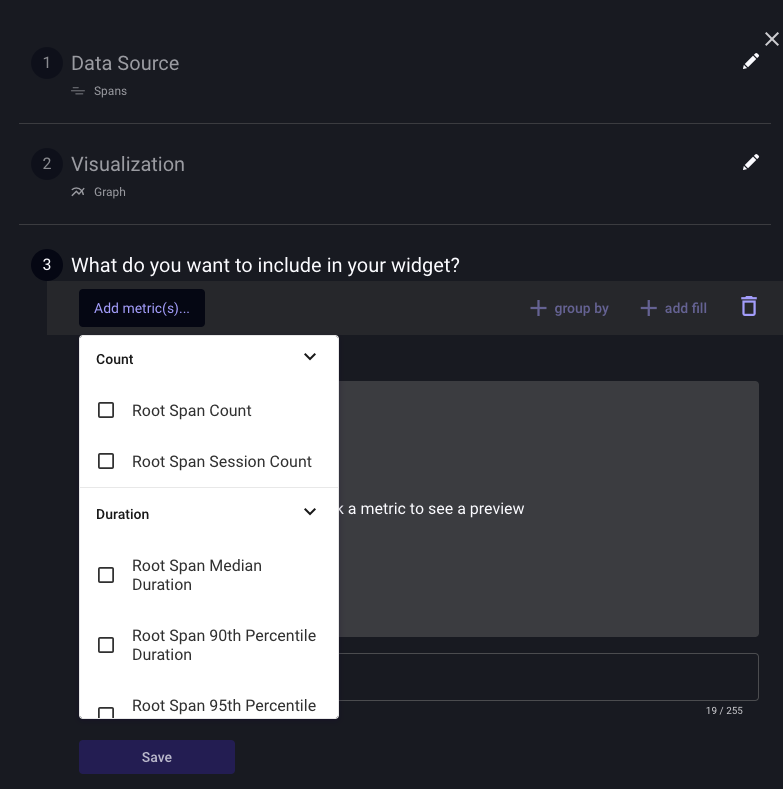 1 Data Source
Spans
2 Visualization
Graph
3 What do you want to include in your widget?
Add metric(s)... group by add fill
Count
Root Span Count
Root Span Session Count
Duration
a metric to see a preview
Root Span Median
Duration
Root Span 90th Percentile
Duration
Root Span 95th Percentile
19 / 255
Save